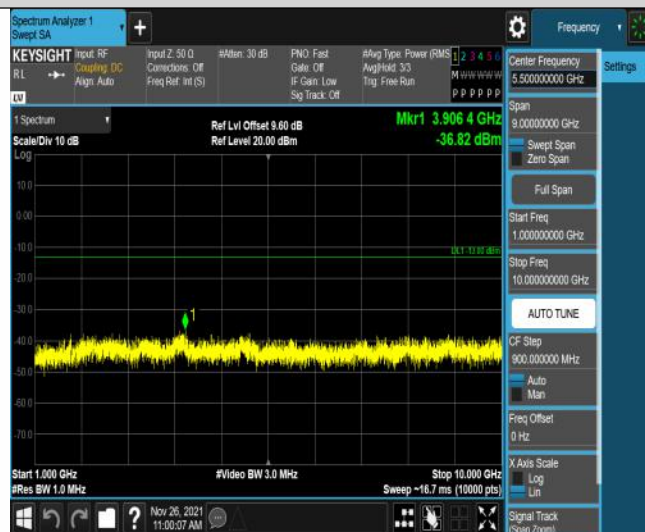 Spectrum Analyzer 1
Swept SA
Frequency
KEYSIGHT
RL
LXI
Input: RF
Coupling: DC
Align: Auto
Input Z: 50 Ω
Corrections: Off
Freq Ref: Int (S)
#Atten: 30 dB
PNO: Fast
Gate: Off
IF Gain: Low
Sig Track: Off
#Avg Type: Power (RMS
Avg|Hold: 3/3
Trig: Free Run
1 2 3 4 5 6
M W W W W W
P P P P P P
1 Spectrum
Scale/Div 10 dB
Ref Lvl Offset 9.60 dB
Ref Level 20.00 dBm
Mkr1 3.906 4 GHz
-36.82 dBm
Log
10.0
0.00
-10.0
DL1 -13.00 dBm
-20.0
-30.0
1
-40.0
-50.0
-60.0
-70.0
Start 1.000 GHz
#Res BW 1.0 MHz
#Video BW 3.0 MHz
Stop 10.000 GHz
Sweep ~16.7 ms (10000 pts)
Nov 26, 2021
11:00:07 AM
Center Frequency
5.500000000 GHz
Settings
Span
9.00000000 GHz
Swept Span
Zero Span
Full Span
Start Freq
1.000000000 GHz
Stop Freq
10.000000000 GHz
AUTO TUNE
CF Step
900.000000 MHz
Auto
Man
Freq Offset
0 Hz
X Axis Scale
Log
Lin
Signal Track
(Span Zoom)